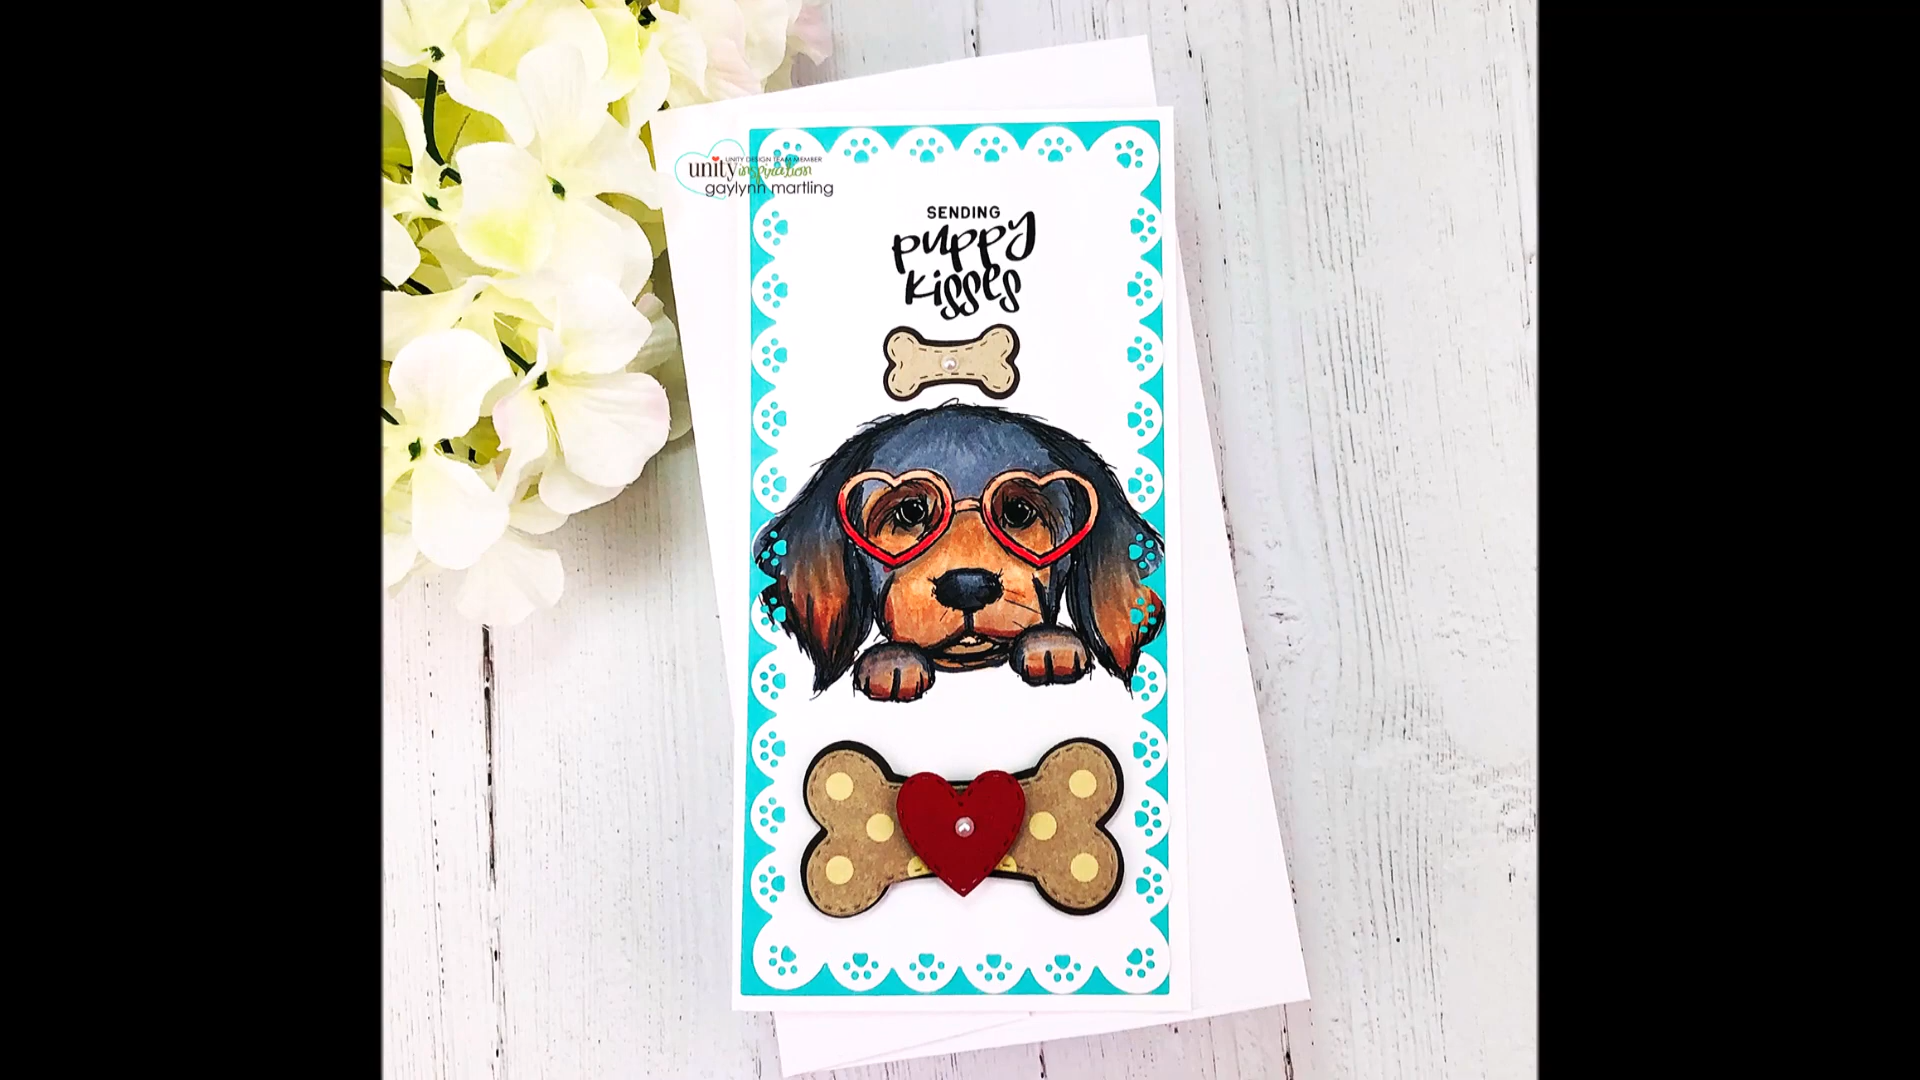 UNITY DESIGN TEAM MEMBER
unity inspiration
gaylynn martling
SENDING
puppy
kisses